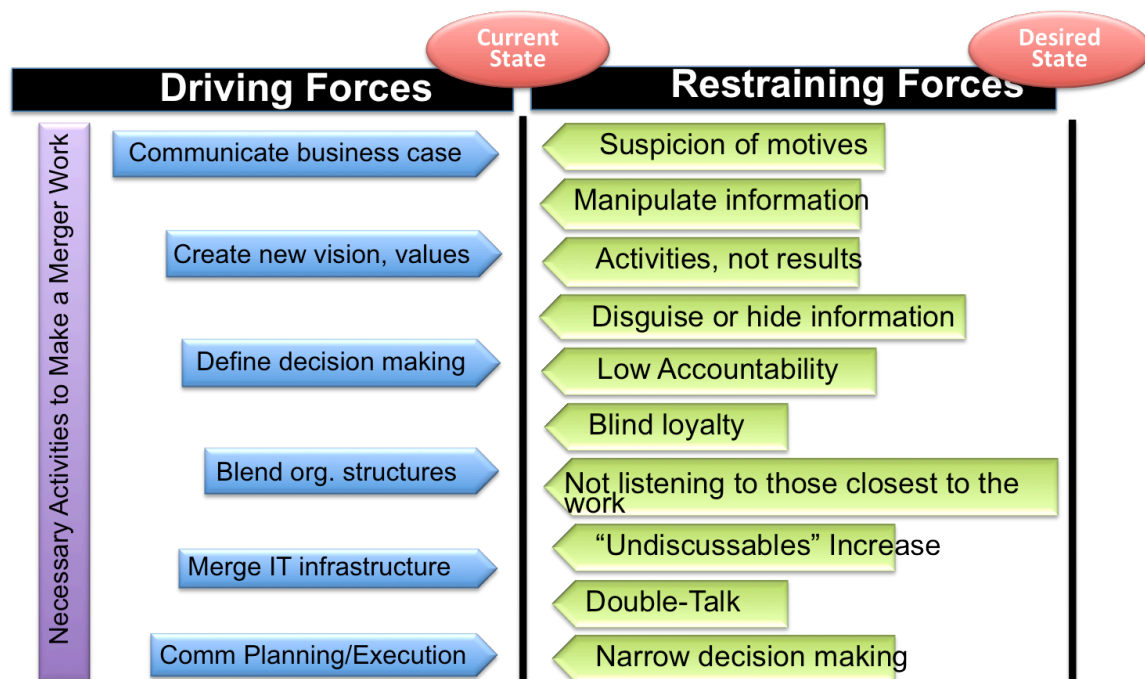 Current
State
Desired
State
Driving Forces
Restraining Forces
Necessary Activities to Make a Merger Work
Communicate business case
Create new vision, values
Define decision making
Blend org. structures
Merge IT infrastructure
Comm Planning/Execution
Suspicion of motives
Manipulate information
Activities, not results
Disguise or hide information
Low Accountability
Blind loyalty
Not listening to those closest to the
work
“Undiscussables” Increase
Double-Talk
Narrow decision making